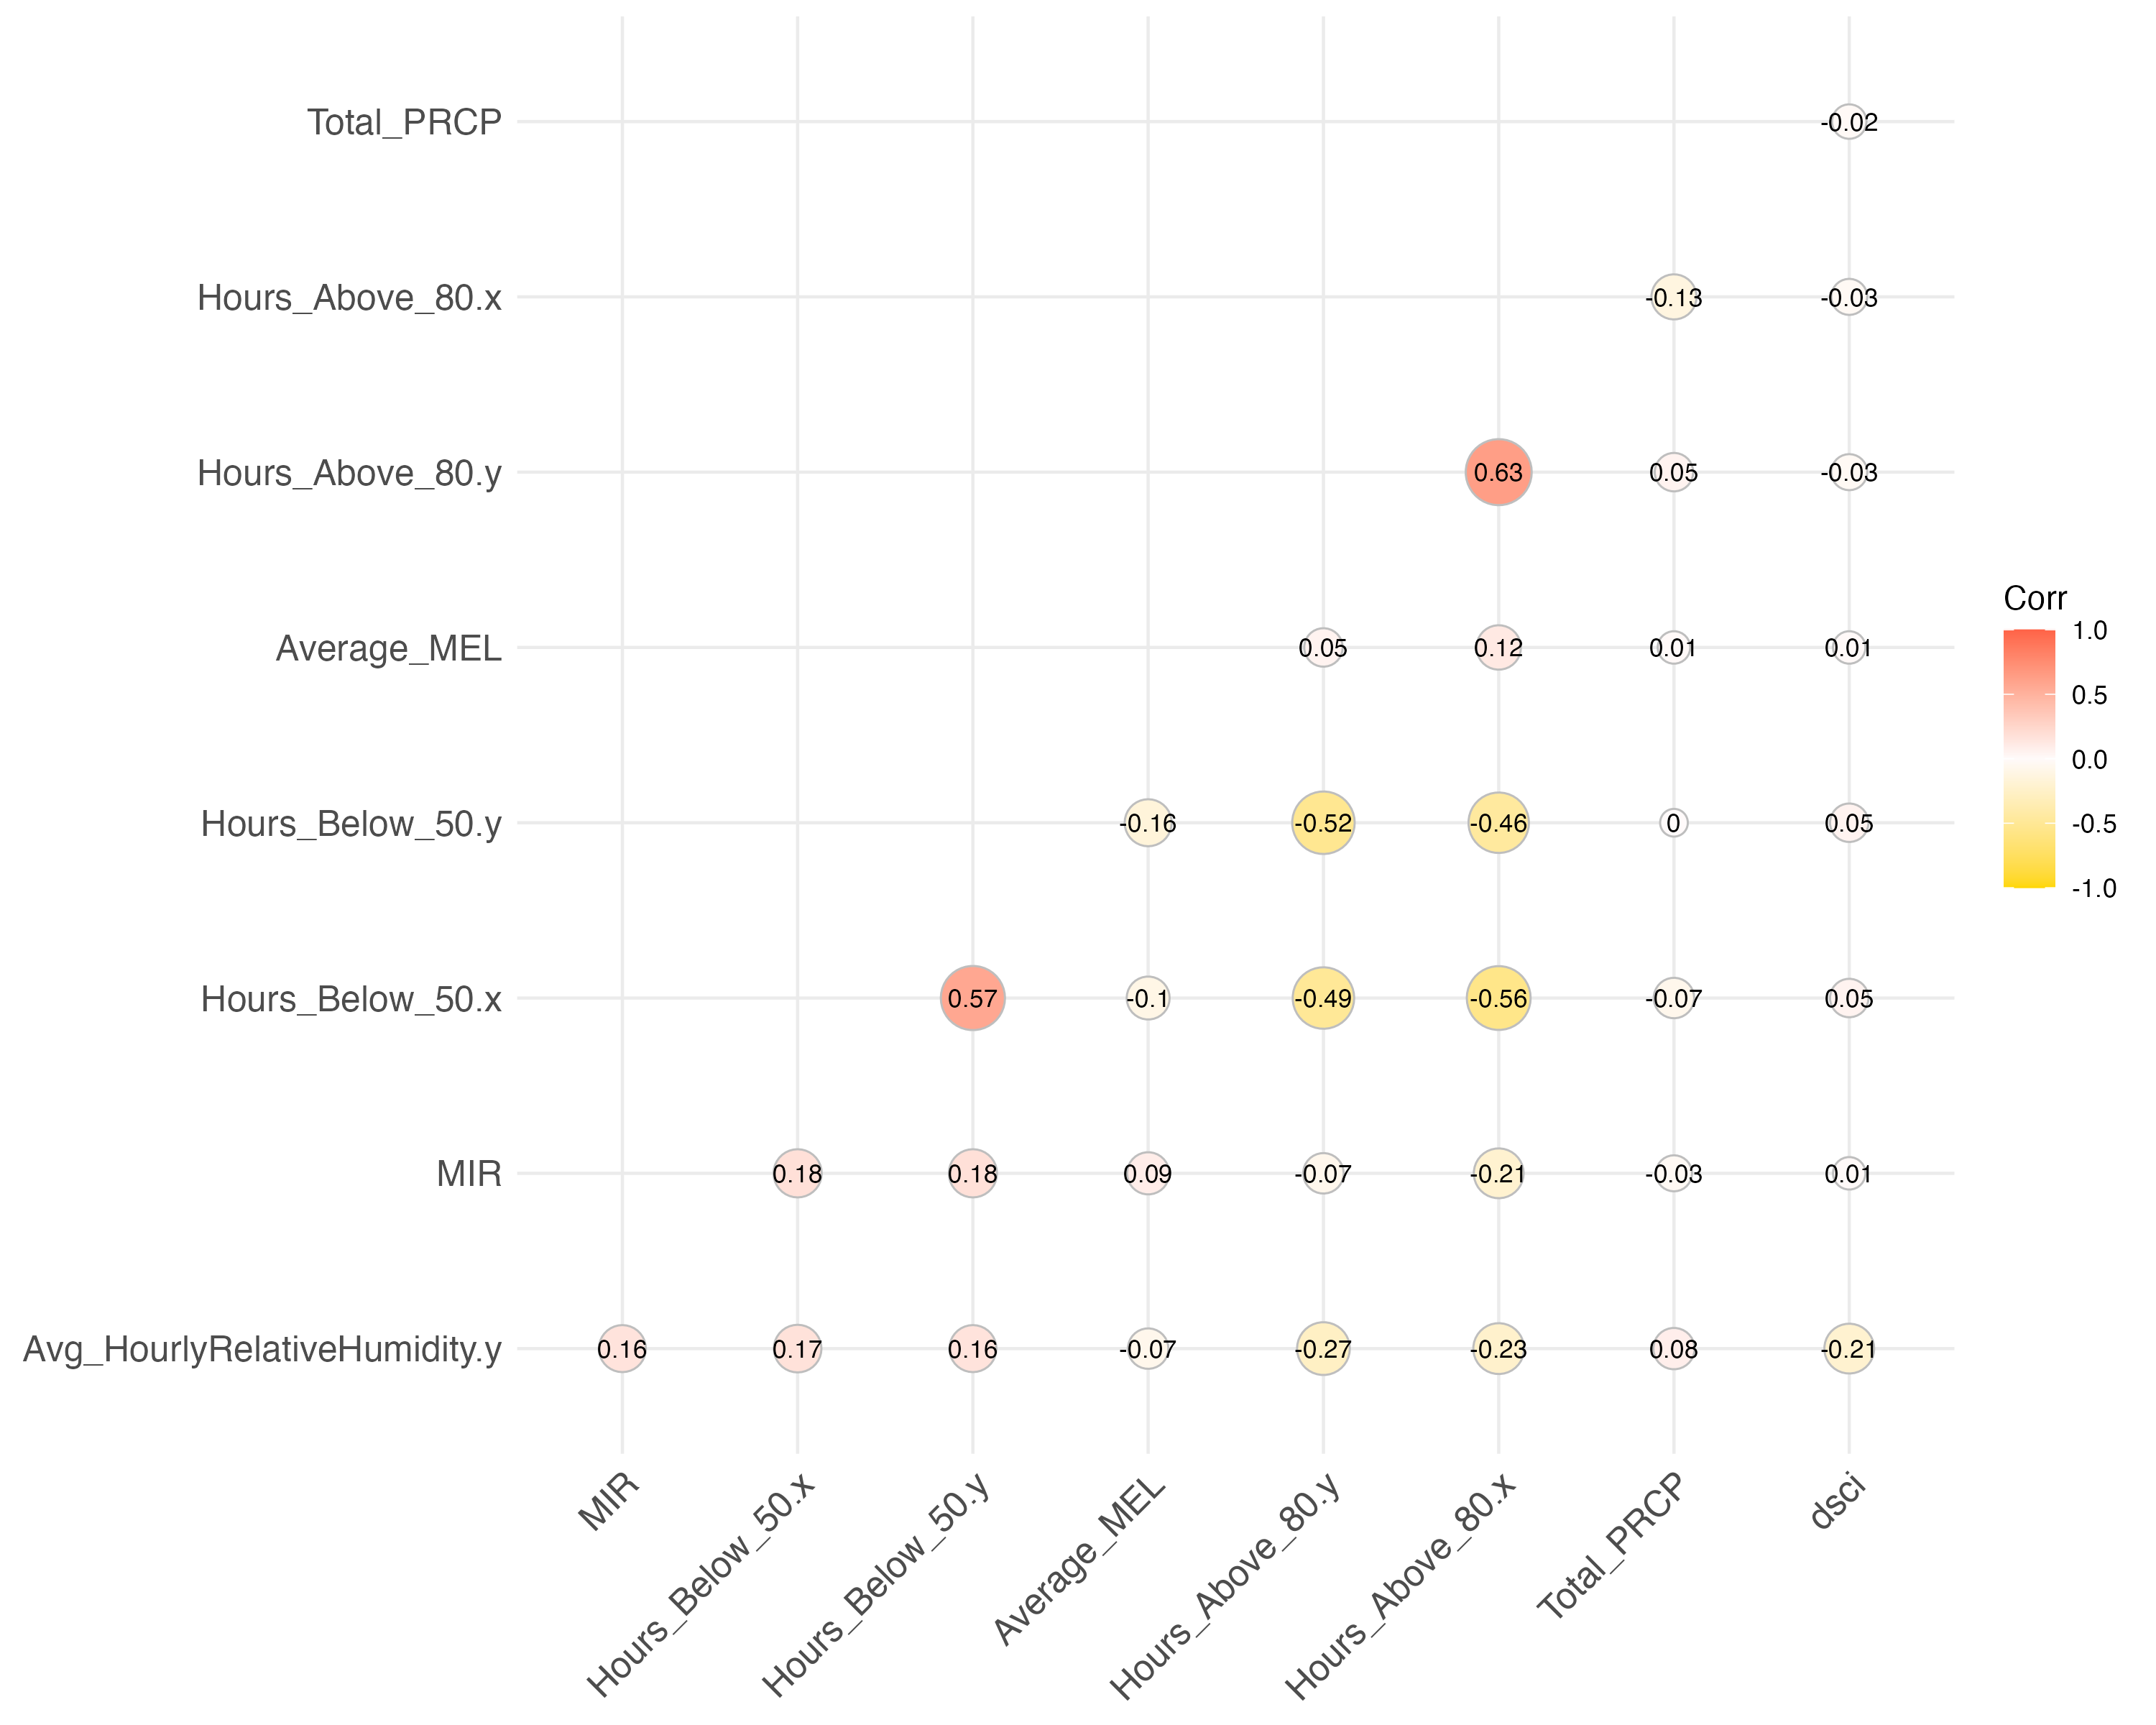 Total_PRCP -0.02
Hours_Above_80.x -0.13 -0.03
Hours_Above_80.y 0.63 0.05 -0.03
Corr
1.0
0.5
0.0
-0.5
-1.0
Average_MEL 0.05 0.12 0.01 0.01
Hours_Below_50.y -0.16 -0.52 -0.46 0 0.05
Hours_Below_50.x 0.57 -0.1 -0.49 -0.56 -0.07 0.05
MIR 0.18 0.18 0.09 -0.07 -0.21 -0.03 0.01
Avg_HourlyRelativeHumidity.y 0.16 0.17 0.16 -0.07 -0.27 -0.23 0.08 -0.21
MIR
Hours_Below_50.x
Hours_Below_50.y
Average_MEL
Hours_Above_80.y
Hours_Above_80.x
Total_PRCP
dsci